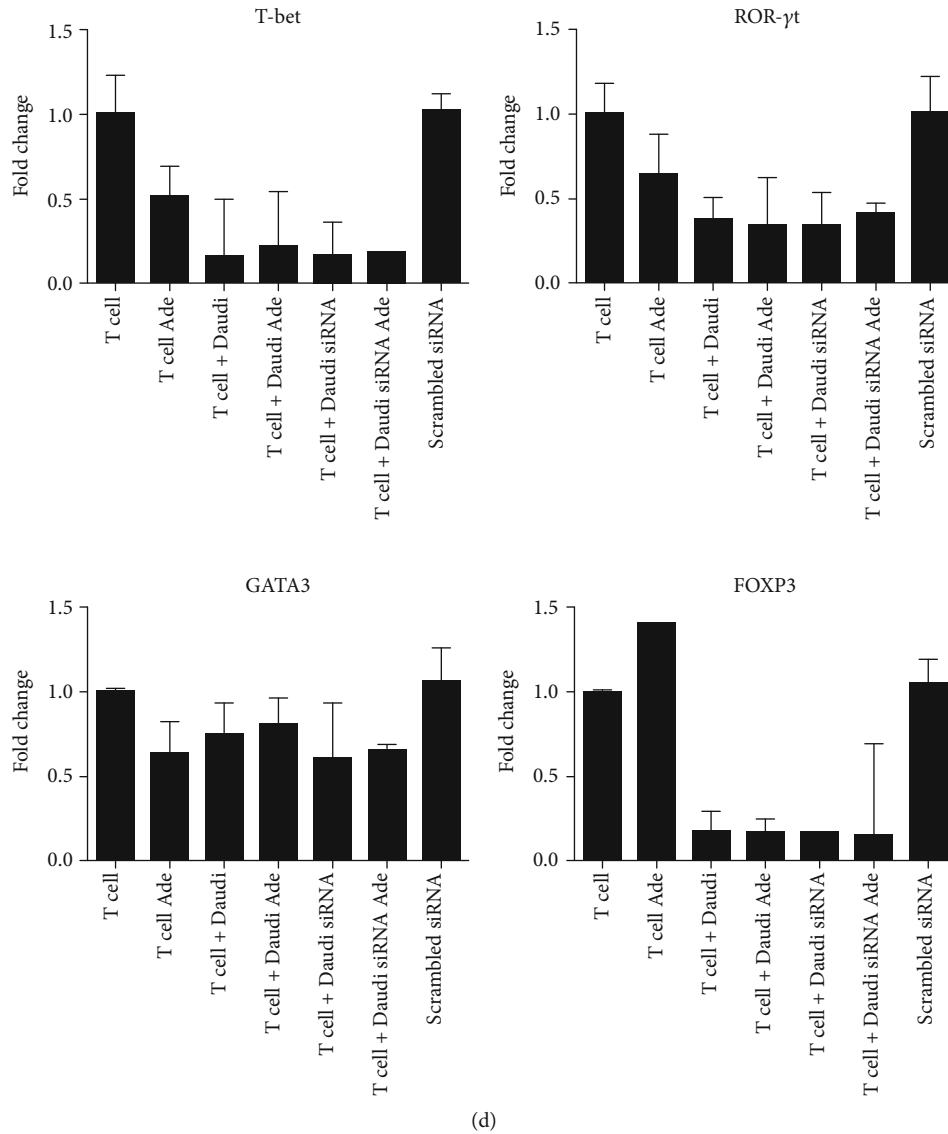 T-bet
Fold change
1.5
1.0
0.5
0.0
T cell
T cell Ade
T cell + Daudi
T cell + Daudi Ade
T cell + Daudi siRNA
T cell + Daudi siRNA Ade
Scrambled siRNA
ROR-γt
Fold change
1.5
1.0
0.5
0.0
T cell
T cell Ade
T cell + Daudi
T cell + Daudi Ade
T cell + Daudi siRNA
T cell + Daudi siRNA Ade
Scrambled siRNA
GATA3
Fold change
1.5
1.0
0.5
0.0
T cell
T cell Ade
T cell + Daudi
T cell + Daudi Ade
T cell + Daudi siRNA
T cell + Daudi siRNA Ade
Scrambled siRNA
FOXP3
Fold change
1.5
1.0
0.5
0.0
T cell
T cell Ade
T cell + Daudi
T cell + Daudi Ade
T cell + Daudi siRNA
T cell + Daudi siRNA Ade
Scrambled siRNA
(d)